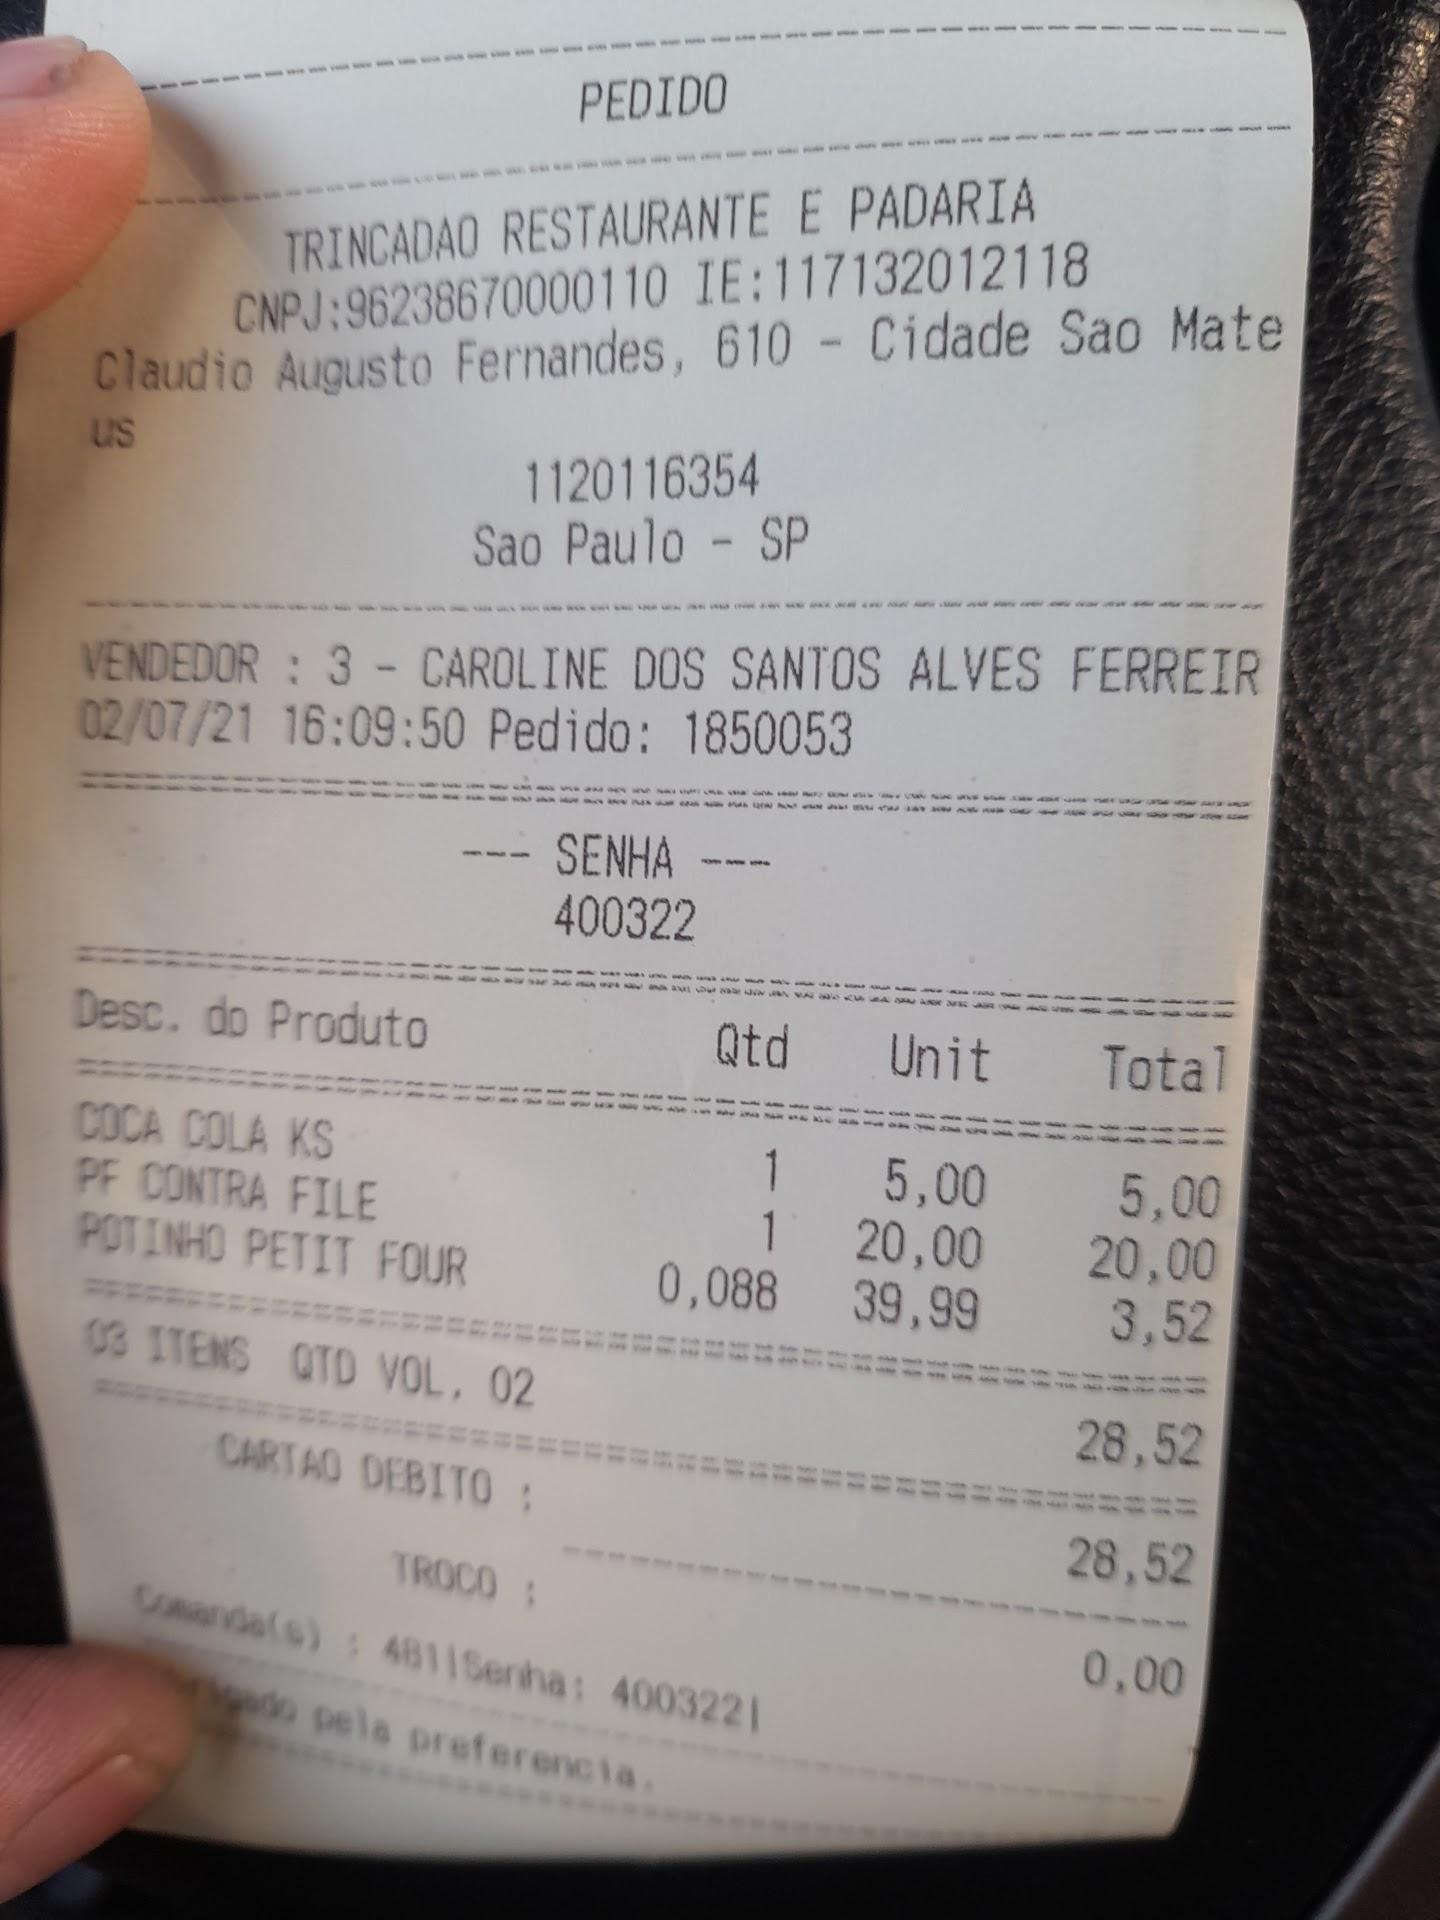 PEDIDO
TRINCADAO RESTAURANTE E PADARIA
CNPJ:96238670000110 IE:117132012118
Claudio Augusto Fernandes, 610 - Cidade Sao Mate
us
1120116354
Sao Paulo - SP
VENDEDOR : 3 - CAROLINE DOS SANTOS ALVES FERREIR
02/07/21 16:09:50 Pedido: 1850053
--- SENHA ---
400322
Desc. do Produto Qtd Unit Total
COCA COLA KS 1 5,00 5,00
PF CONTRA FILE 1 20,00 20,00
POTINHO PETIT FOUR 0,088 39,99 3,52
03 ITENS QTD VOL. 02 28,52
CARTAO DEBITO : 28,52
TROCO : 0,00
Comanda(s) : 481|Senha: 400322|
pela preferencia.